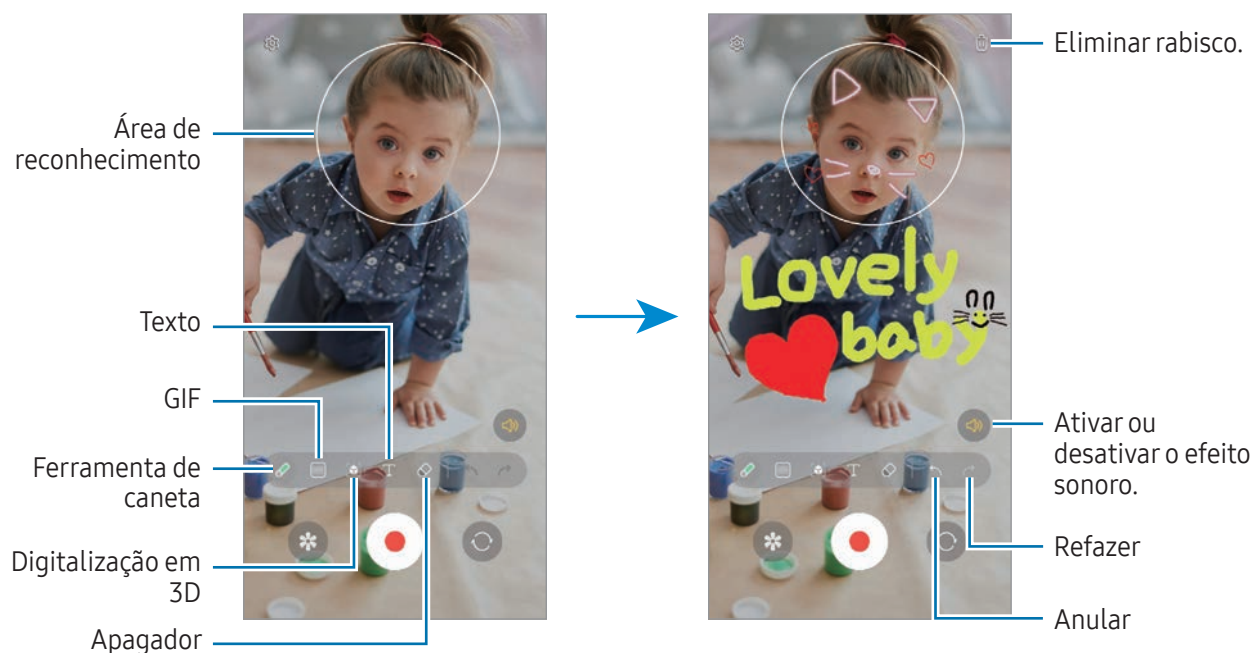 Área de
reconhecimento
Texto
GIF
Ferramenta de
caneta
Digitalização em
3D
Apagador
Eliminar rabisco.
Lovely
baby
Ativar ou
desativar o efeito
sonoro.
Refazer
Anular